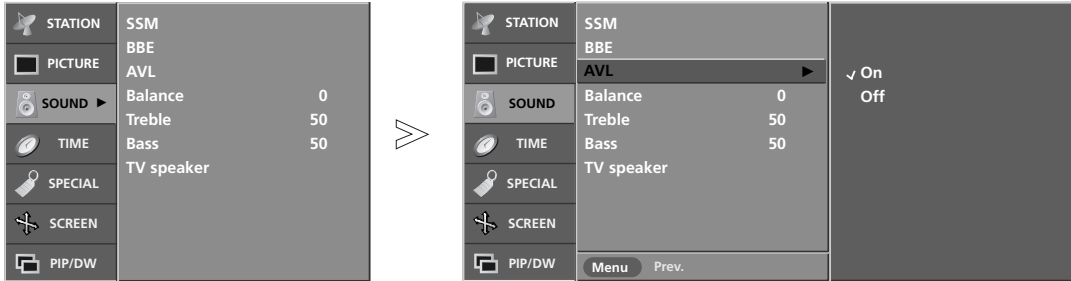 STATION
PICTURE
SOUND ►
TIME
SPECIAL
SCREEN
PIP/DW
SSM
BBE
AVL
Balance 0
Treble 50
Bass 50
TV speaker
STATION
PICTURE
SOUND
TIME
SPECIAL
SCREEN
PIP/DW
SSM
BBE
AVL ►
Balance 0
Treble 50
Bass 50
TV speaker
Menu Prev.
✓ On
Off